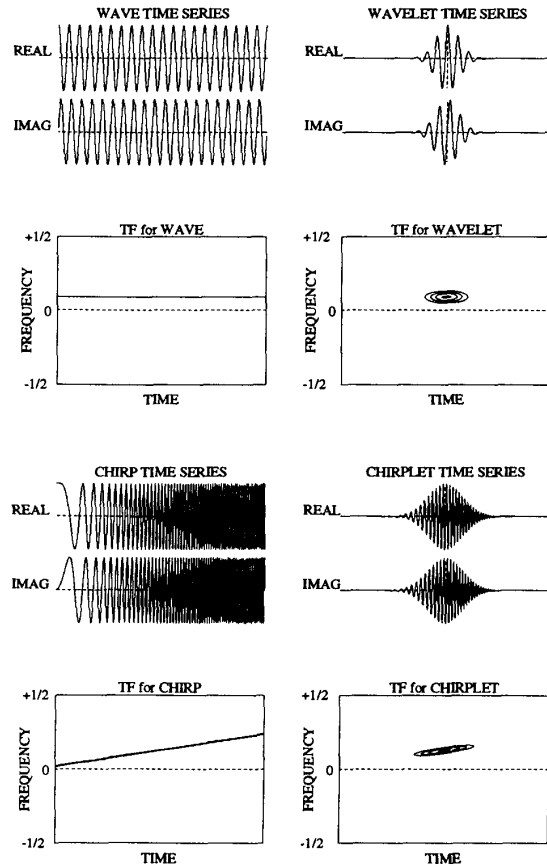 WAVE TIME SERIES
REAL
IMAG
WAVELET TIME SERIES
REAL
IMAG
TF for WAVE
+1/2
FREQUENCY
0
-1/2
TIME
TF for WAVELET
+1/2
FREQUENCY
0
-1/2
TIME
CHIRP TIME SERIES
REAL
IMAG
CHIRPLET TIME SERIES
REAL
IMAG
TF for CHIRP
+1/2
FREQUENCY
0
-1/2
TIME
TF for CHIRPLET
+1/2
FREQUENCY
0
-1/2
TIME